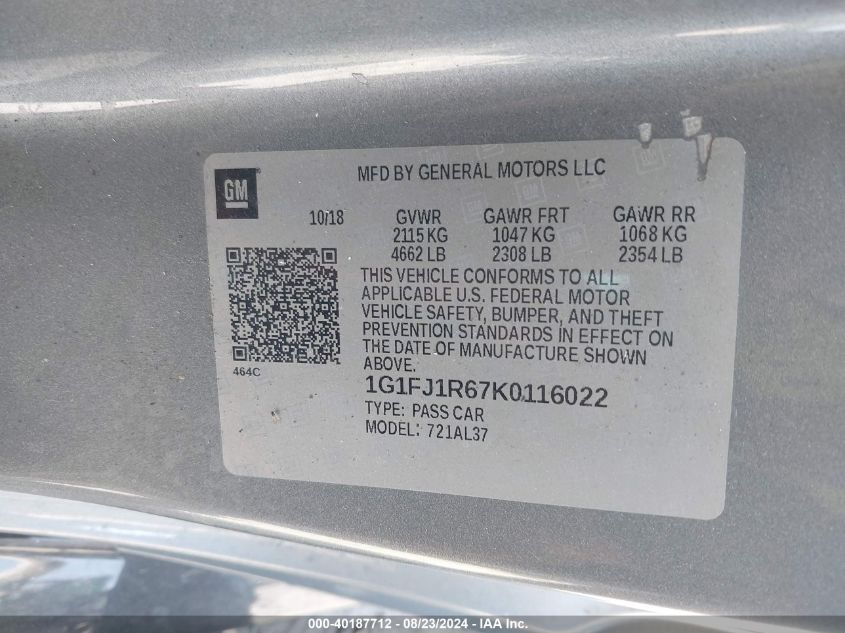 MFD BY GENERAL MOTORS LLC
GM
10/18 GVWR GAWR FRT GAWR RR
2115 KG 1047 KG 1068 KG
4662 LB 2308 LB 2354 LB
THIS VEHICLE CONFORMS TO ALL
APPLICABLE U.S. FEDERAL MOTOR
VEHICLE SAFETY, BUMPER, AND THEFT
PREVENTION STANDARDS IN EFFECT ON
THE DATE OF MANUFACTURE SHOWN
ABOVE.
464C
1G1FJ1R67K0116022
TYPE: PASS CAR
MODEL: 721AL37
000-40187712 - 08/23/2024 - IAA Inc.